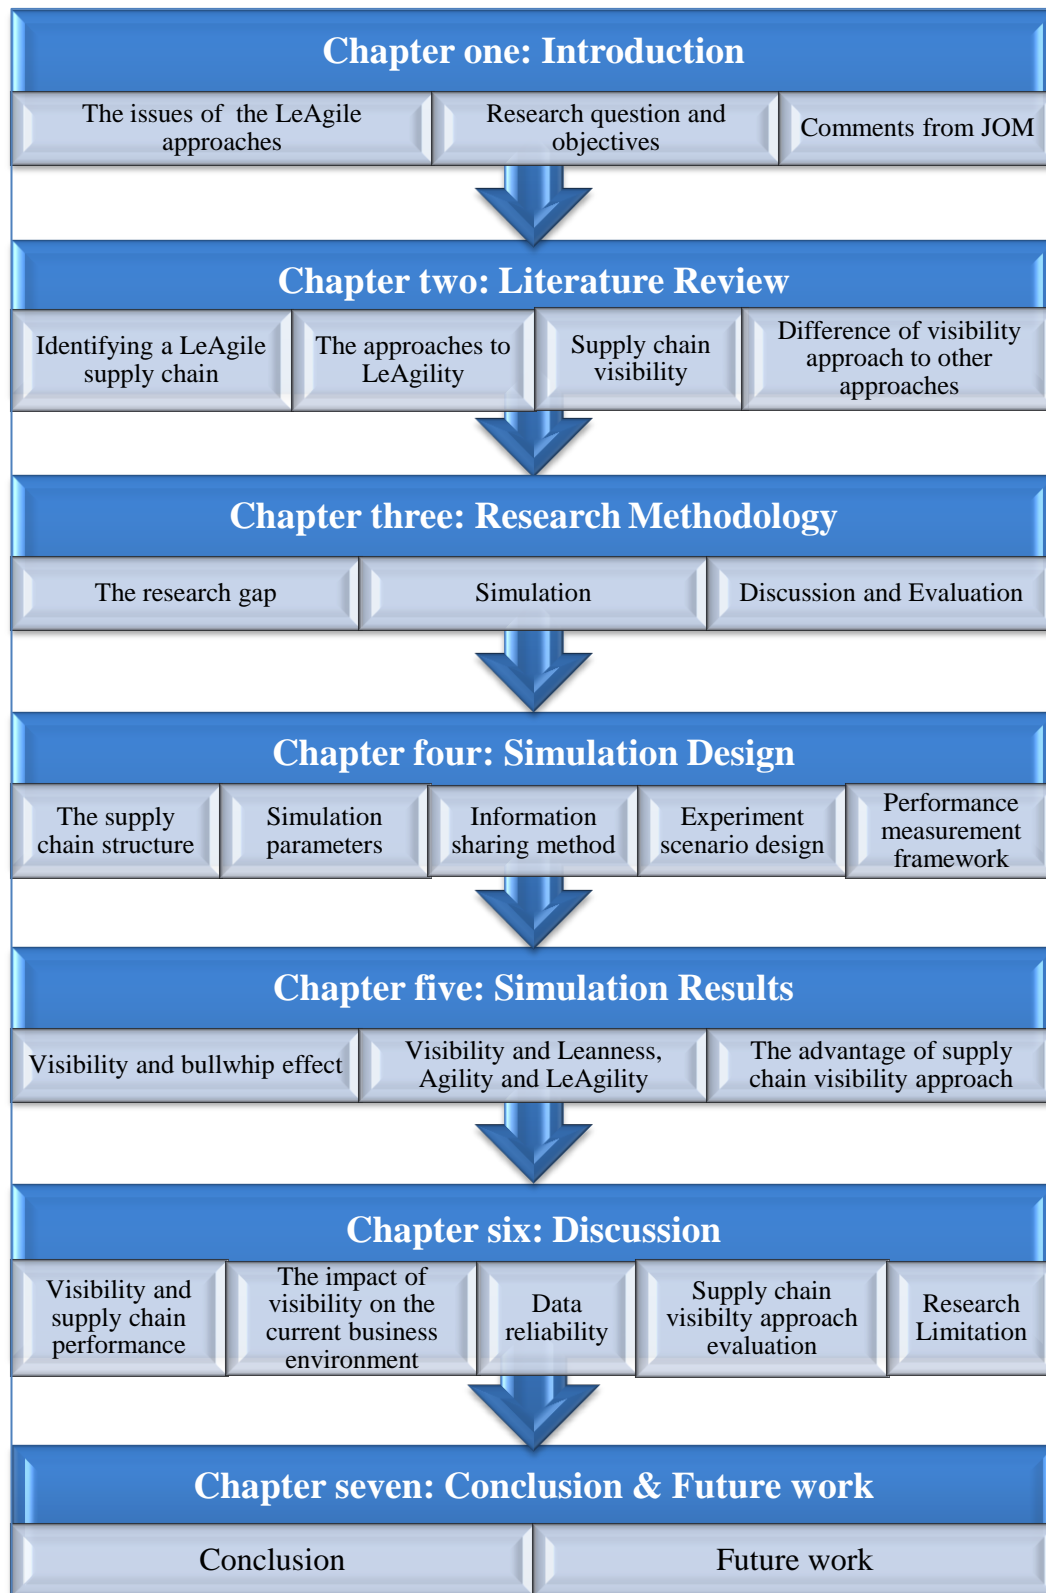 Chapter one: Introduction
The issues of the LeAgile
approaches
Research question and
objectives
Comments from JOM
Chapter two: Literature Review
Identifying a LeAgile
supply chain
The approaches to
LeAgility
Supply chain
visibility
Difference of visibility
approach to other
approaches
Chapter three: Research Methodology
The research gap
Simulation
Discussion and Evaluation
Chapter four: Simulation Design
The supply
chain structure
Simulation
parameters
Information
sharing method
Experiment
scenario design
Performance
measurement
framework
Chapter five: Simulation Results
Visibility and bullwhip effect
Visibility and Leanness,
Agility and LeAgility
The advantage of supply
chain visibility approach
Chapter six: Discussion
Visibility and
supply chain
performance
The impact of
visibility on the
current business
environment
Data
reliability
Supply chain
visibilty approach
evaluation
Research
Limitation
Chapter seven: Conclusion & Future work
Conclusion
Future work